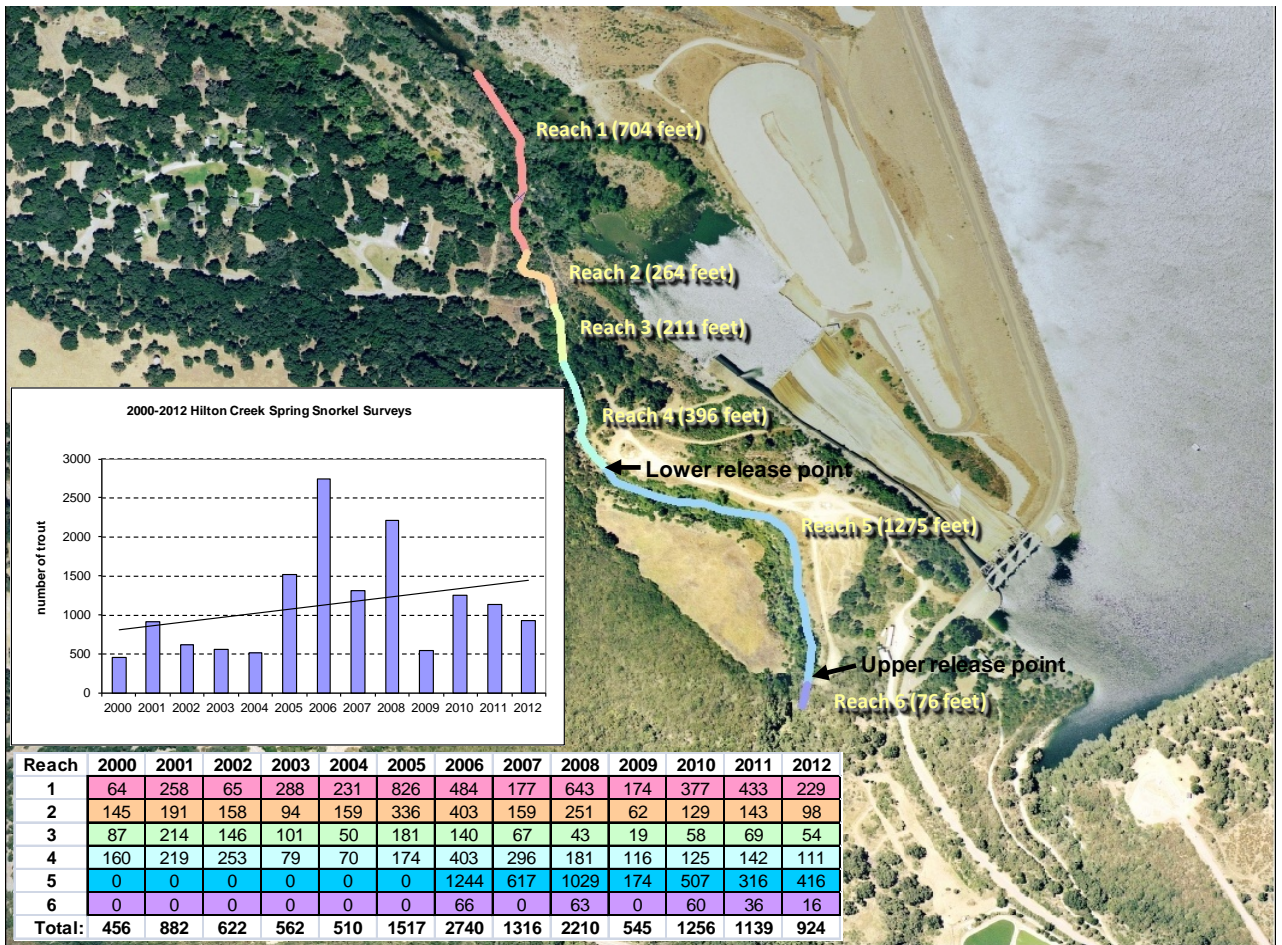 Reach 1 (704 feet)
Reach 2 (264 feet)
Reach 3 (211 feet)
Reach 4 (396 feet)
Lower release point
Reach 5 (1275 feet)
Upper release point
Reach 6 (76 feet)
2000-2012 Hilton Creek Spring Snorkel Surveys
number of trout
3000
2500
2000
1500
1000
500
0
2000 2001 2002 2003 2004 2005 2006 2007 2008 2009 2010 2011 2012
Reach 2000 2001 2002 2003 2004 2005 2006 2007 2008 2009 2010 2011 2012
1 64 258 65 288 231 826 484 177 643 174 377 433 229
2 145 191 158 94 159 336 403 159 251 62 129 143 98
3 87 214 146 101 50 181 140 67 43 19 58 69 54
4 160 219 253 79 70 174 403 296 181 116 125 142 111
5 0 0 0 0 0 0 1244 617 1029 174 507 316 416
6 0 0 0 0 0 0 66 0 63 0 60 36 16
Total: 456 882 622 562 510 1517 2740 1316 2210 545 1256 1139 924